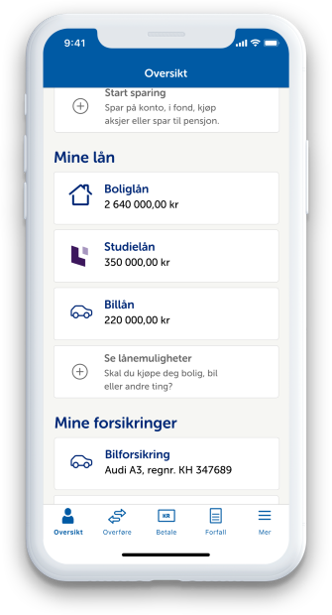 9:41
Oversikt
Start sparing
Spar på konto, i fond, kjøp
aksjer eller spar til pensjon.
Mine lån
Boliglån
2 640 000,00 kr
Studielån
350 000,00 kr
Billån
220 000,00 kr
Se lånemuligheter
Skal du kjøpe deg bolig, bil
eller andre ting?
Mine forsikringer
Bilforsikring
Audi A3, regnr. KH 347689
KR
Oversikt Overføre Betale Forfall Mer